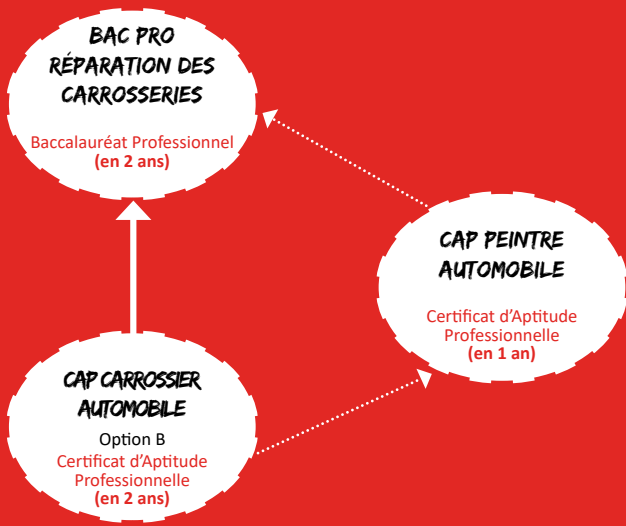 BAC PRO
RÉPARATION DES
CARROSSERIES
Baccalauréat Professionnel
(en 2 ans)
CAP PEINTRE
AUTOMOBILE
Certificat d'Aptitude
Professionnelle
(en 1 an)
CAP CARROSSIER
AUTOMOBILE
Option B
Certificat d'Aptitude
Professionnelle
(en 2 ans)